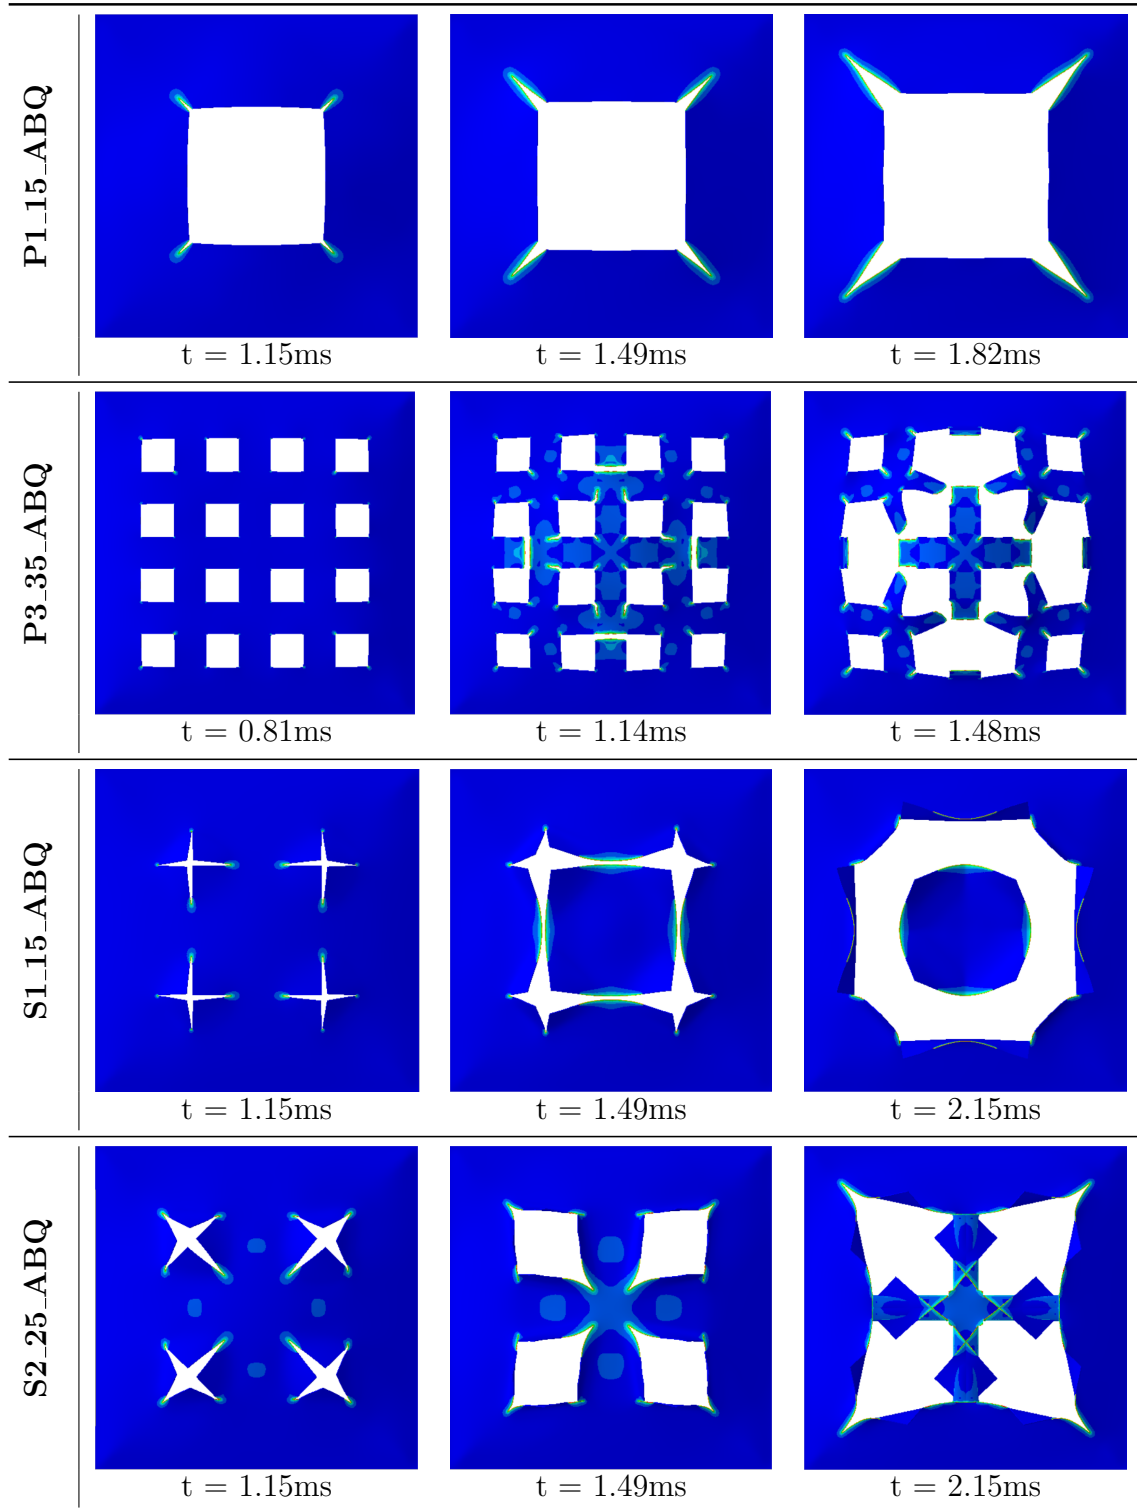 P1_15_ABQ
t = 1.15ms
t = 1.49ms
t = 1.82ms
P3_35_ABQ
t = 0.81ms
t = 1.14ms
t = 1.48ms
S1_15_ABQ
t = 1.15ms
t = 1.49ms
t = 2.15ms
S2_25_ABQ
t = 1.15ms
t = 1.49ms
t = 2.15ms